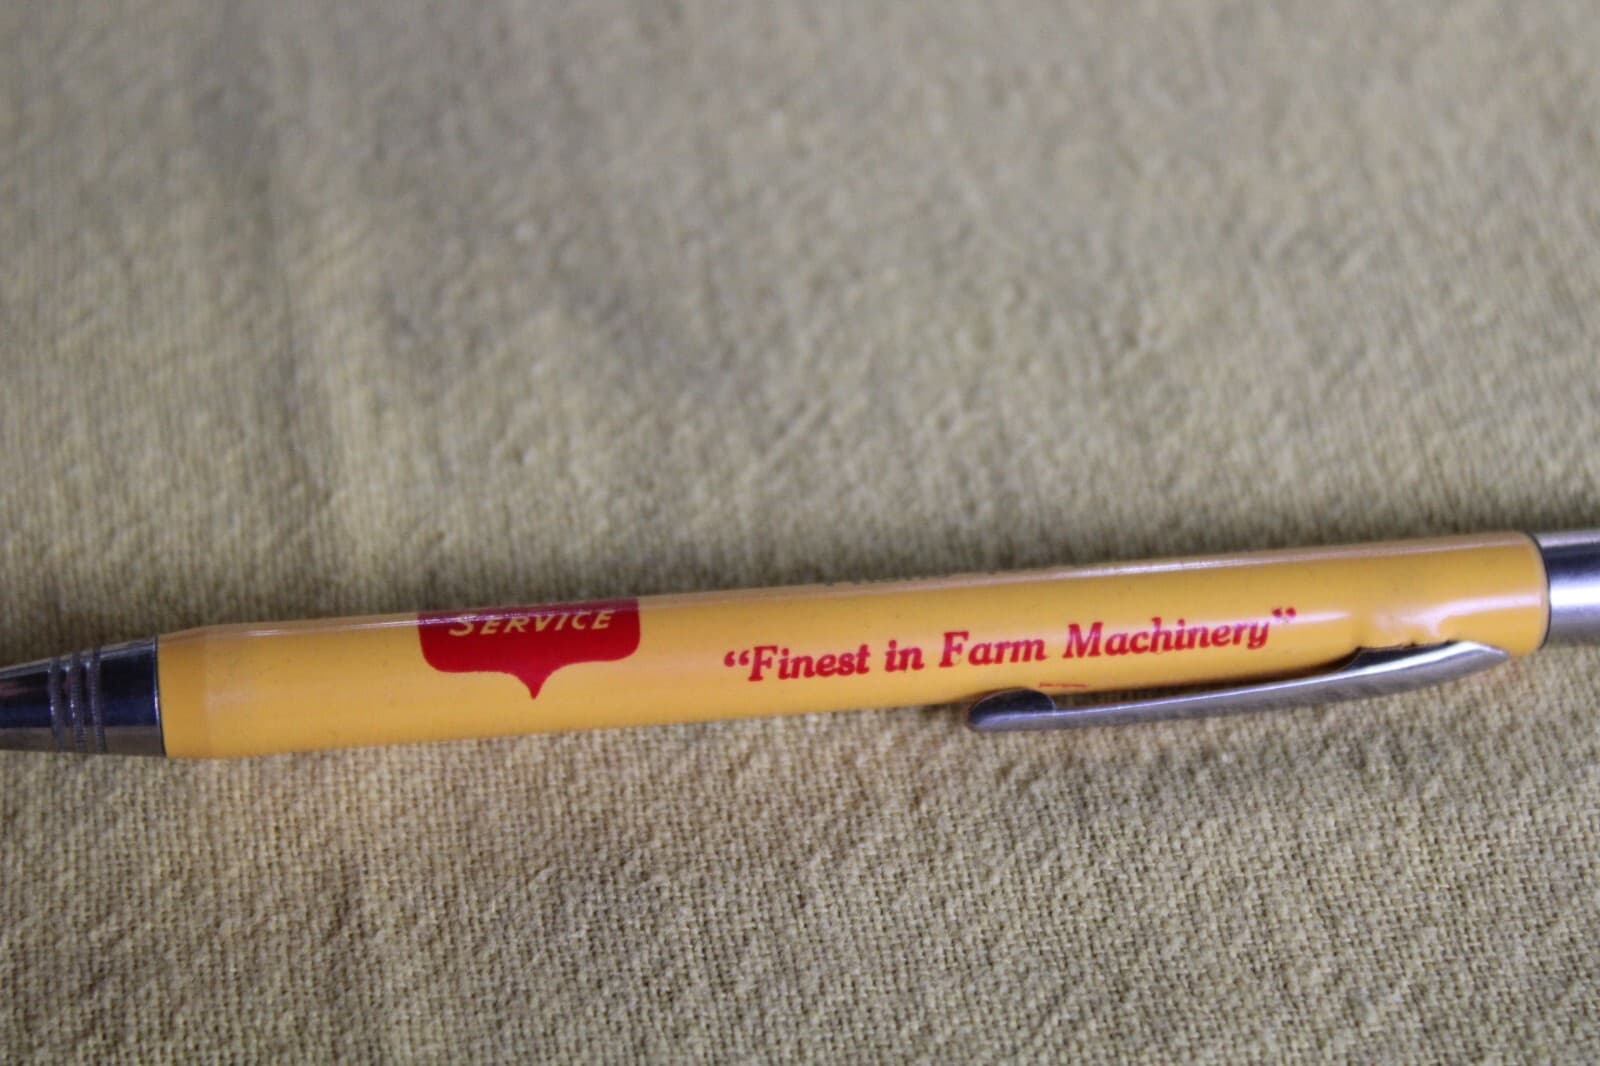 SERVICE
“Finest in Farm Machinery”